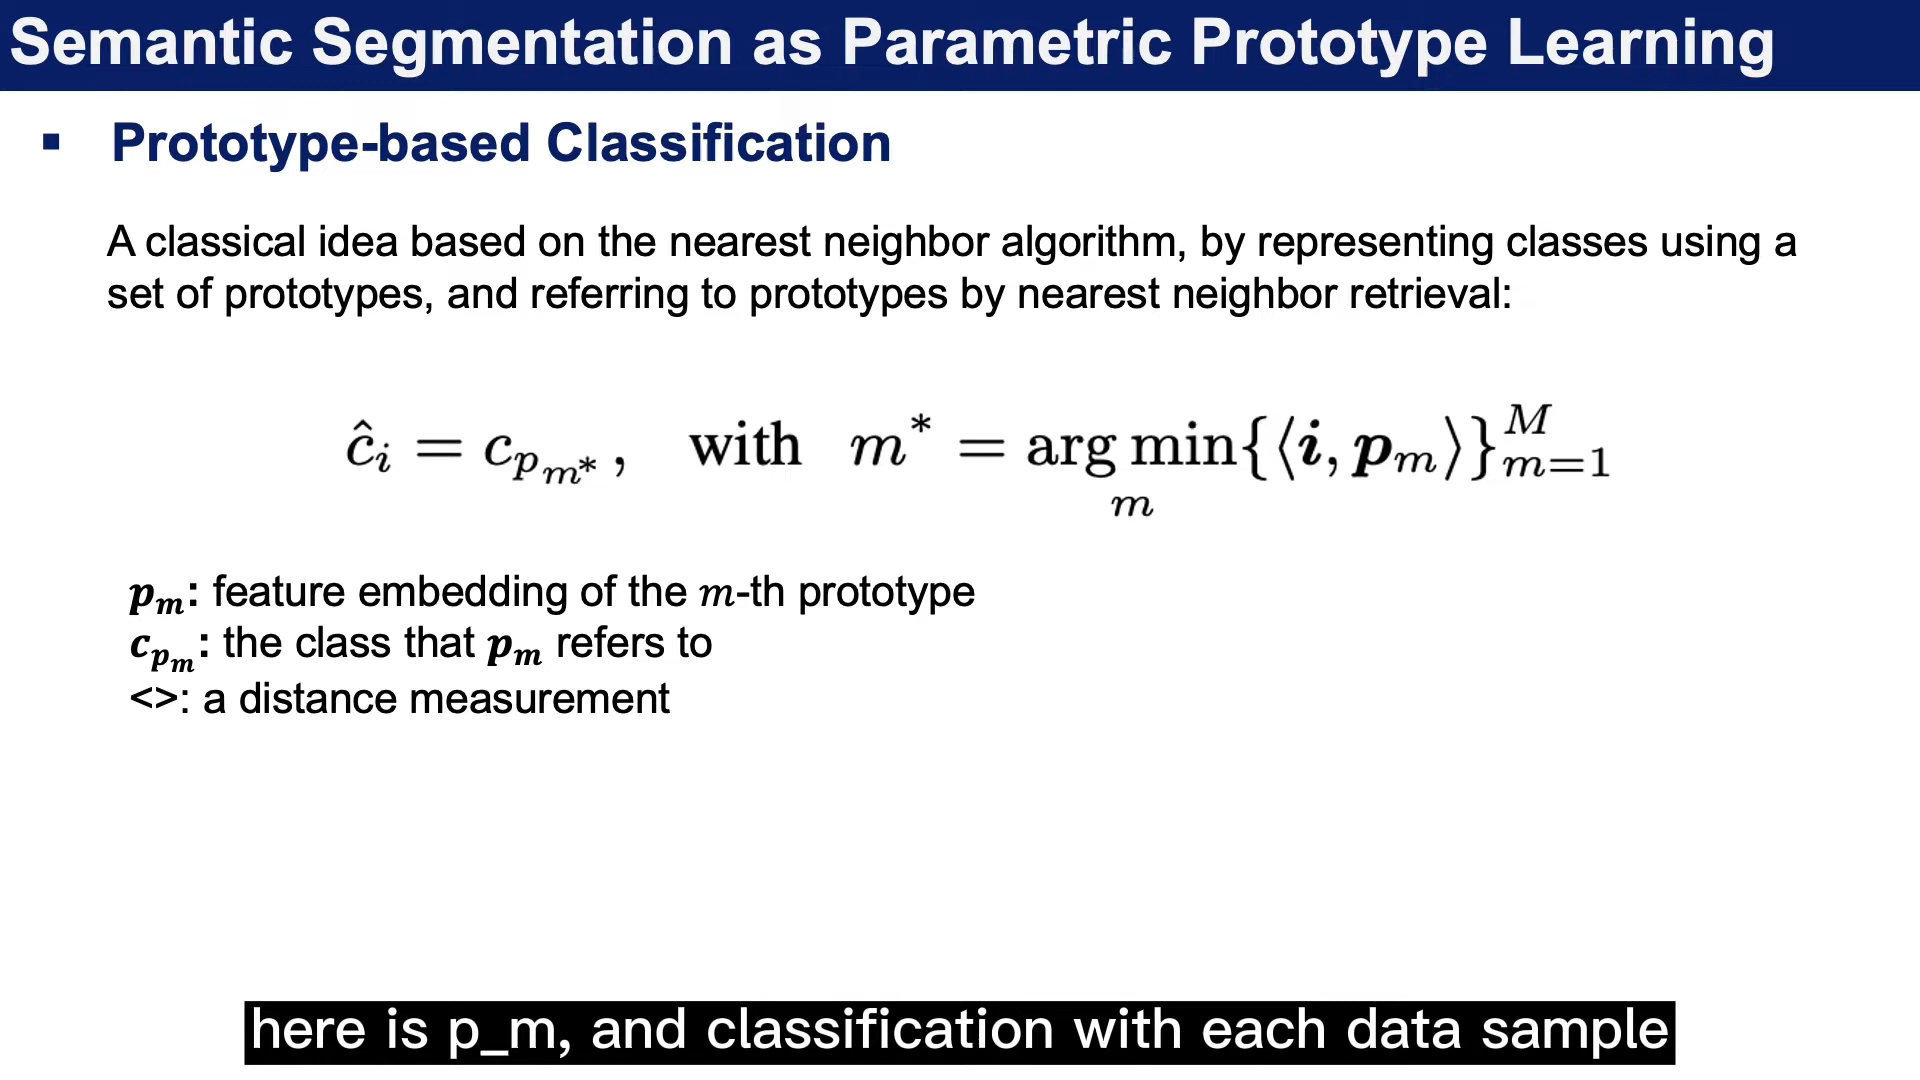 Semantic Segmentation as Parametric Prototype Learning
▪ Prototype-based Classification
A classical idea based on the nearest neighbor algorithm, by representing classes using a
set of prototypes, and referring to prototypes by nearest neighbor retrieval:
ĉ_i = c_{p_{m*}}, with m* = arg min_m {⟨i, p_m⟩}_{m=1}^{M}
p_m: feature embedding of the m-th prototype
c_{p_m}: the class that p_m refers to
<>: a distance measurement
here is p_m, and classification with each data sample